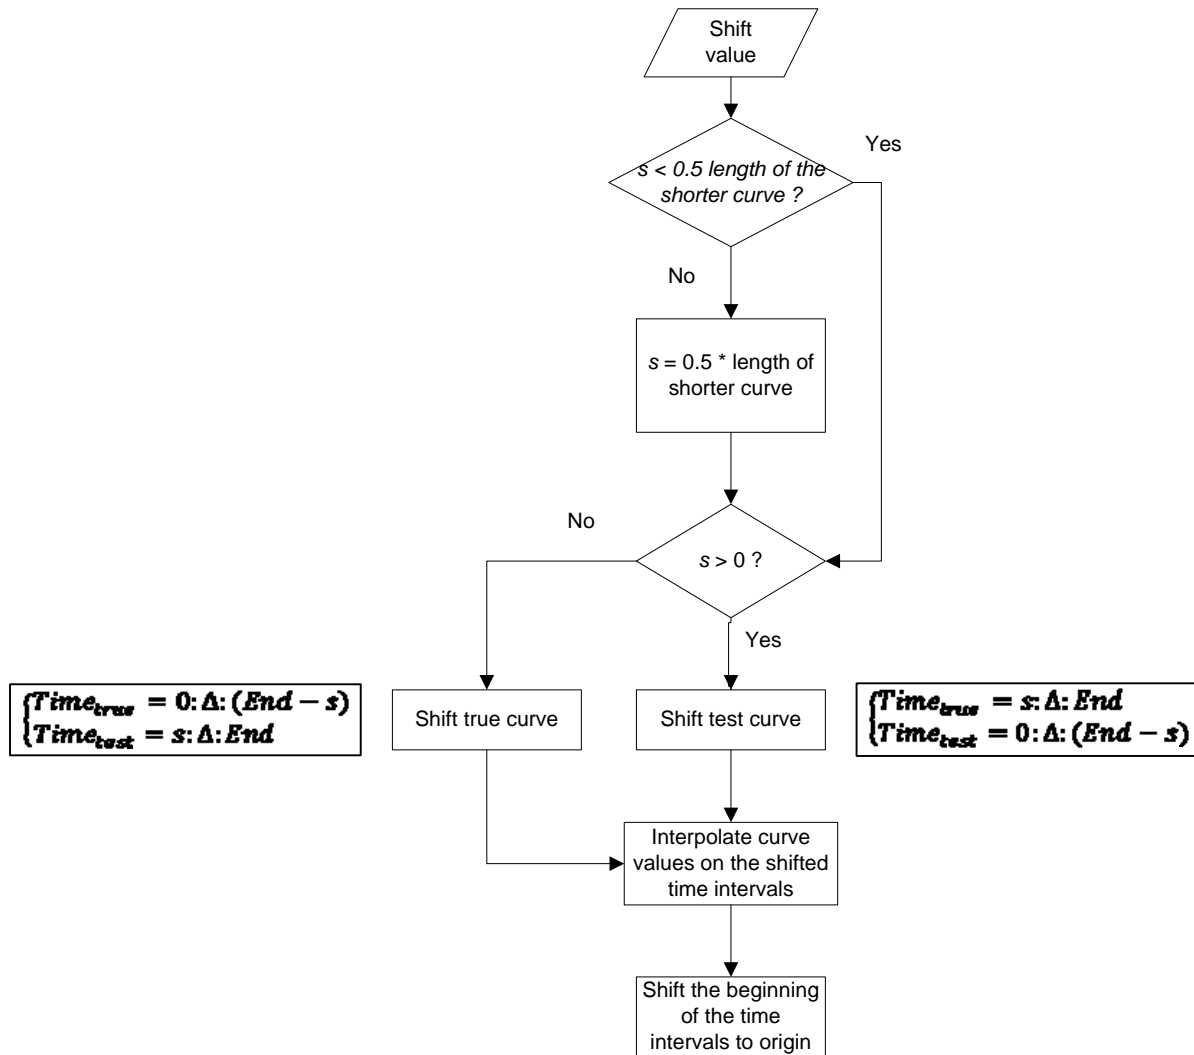 Shift
value
Yes
s < 0.5 length of the
shorter curve ?
No
s = 0.5 * length of
shorter curve
No
s > 0 ?
Yes
Time_true = 0:Δ:(End − s)
Time_test = s:Δ:End
Shift true curve
Shift test curve
Time_true = s:Δ:End
Time_test = 0:Δ:(End − s)
Interpolate curve
values on the shifted
time intervals
Shift the beginning
of the time
intervals to origin